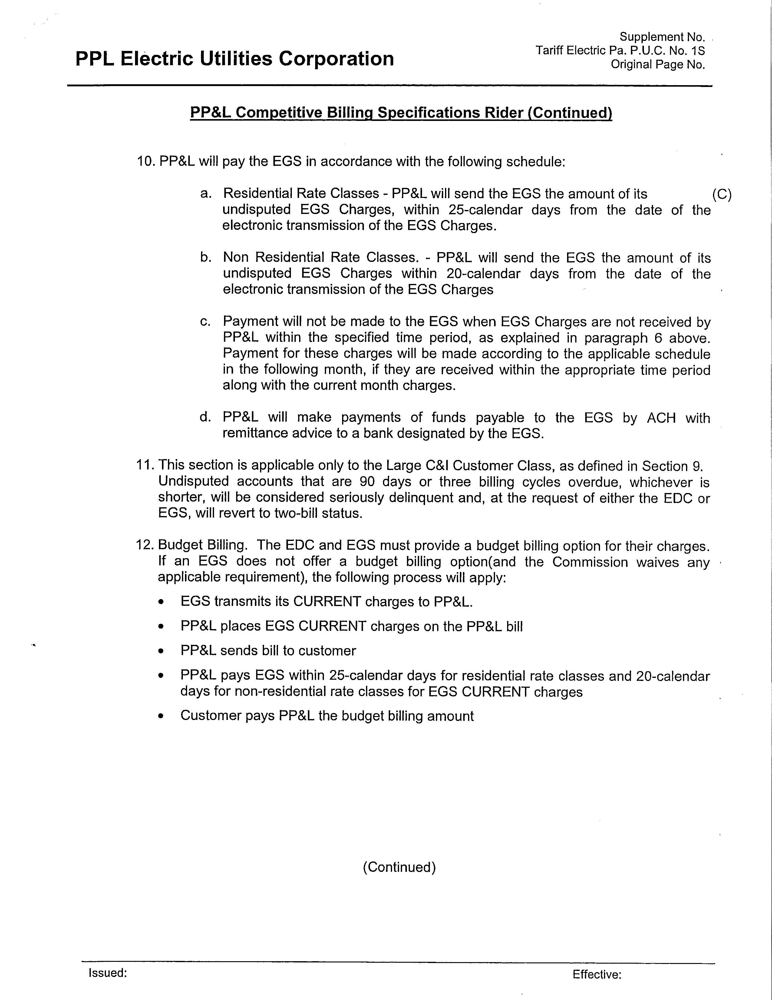 Supplement No.
PPL Electric Utilities Corporation
Tariff Electric Pa. P.U.C. No. 1S
Original Page No.
PP&L Competitive Billing Specifications Rider (Continued)
10. PP&L will pay the EGS in accordance with the following schedule:
a. Residential Rate Classes - PP&L will send the EGS the amount of its (C)
undisputed EGS Charges, within 25-calendar days from the date of the
electronic transmission of the EGS Charges.
b. Non Residential Rate Classes. - PP&L will send the EGS the amount of its
undisputed EGS Charges within 20-calendar days from the date of the
electronic transmission of the EGS Charges
c. Payment will not be made to the EGS when EGS Charges are not received by
PP&L within the specified time period, as explained in paragraph 6 above.
Payment for these charges will be made according to the applicable schedule
in the following month, if they are received within the appropriate time period
along with the current month charges.
d. PP&L will make payments of funds payable to the EGS by ACH with
remittance advice to a bank designated by the EGS.
11. This section is applicable only to the Large C&I Customer Class, as defined in Section 9.
Undisputed accounts that are 90 days or three billing cycles overdue, whichever is
shorter, will be considered seriously delinquent and, at the request of either the EDC or
EGS, will revert to two-bill status.
12. Budget Billing. The EDC and EGS must provide a budget billing option for their charges.
If an EGS does not offer a budget billing option(and the Commission waives any
applicable requirement), the following process will apply:
• EGS transmits its CURRENT charges to PP&L.
• PP&L places EGS CURRENT charges on the PP&L bill
• PP&L sends bill to customer
• PP&L pays EGS within 25-calendar days for residential rate classes and 20-calendar
days for non-residential rate classes for EGS CURRENT charges
• Customer pays PP&L the budget billing amount
(Continued)
Issued: Effective: